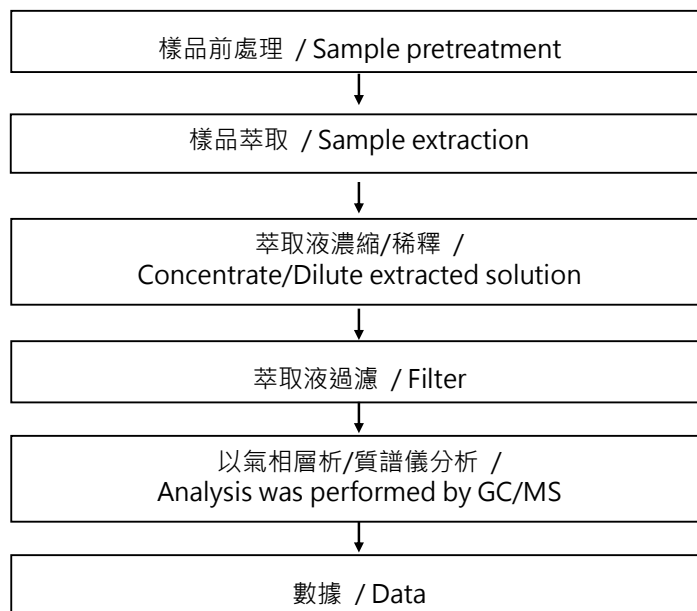 樣品前處理 / Sample pretreatment
樣品萃取 / Sample extraction
萃取液濃縮/稀釋 /
Concentrate/Dilute extracted solution
萃取液過濾 / Filter
以氣相層析/質譜儀分析 /
Analysis was performed by GC/MS
數據 / Data